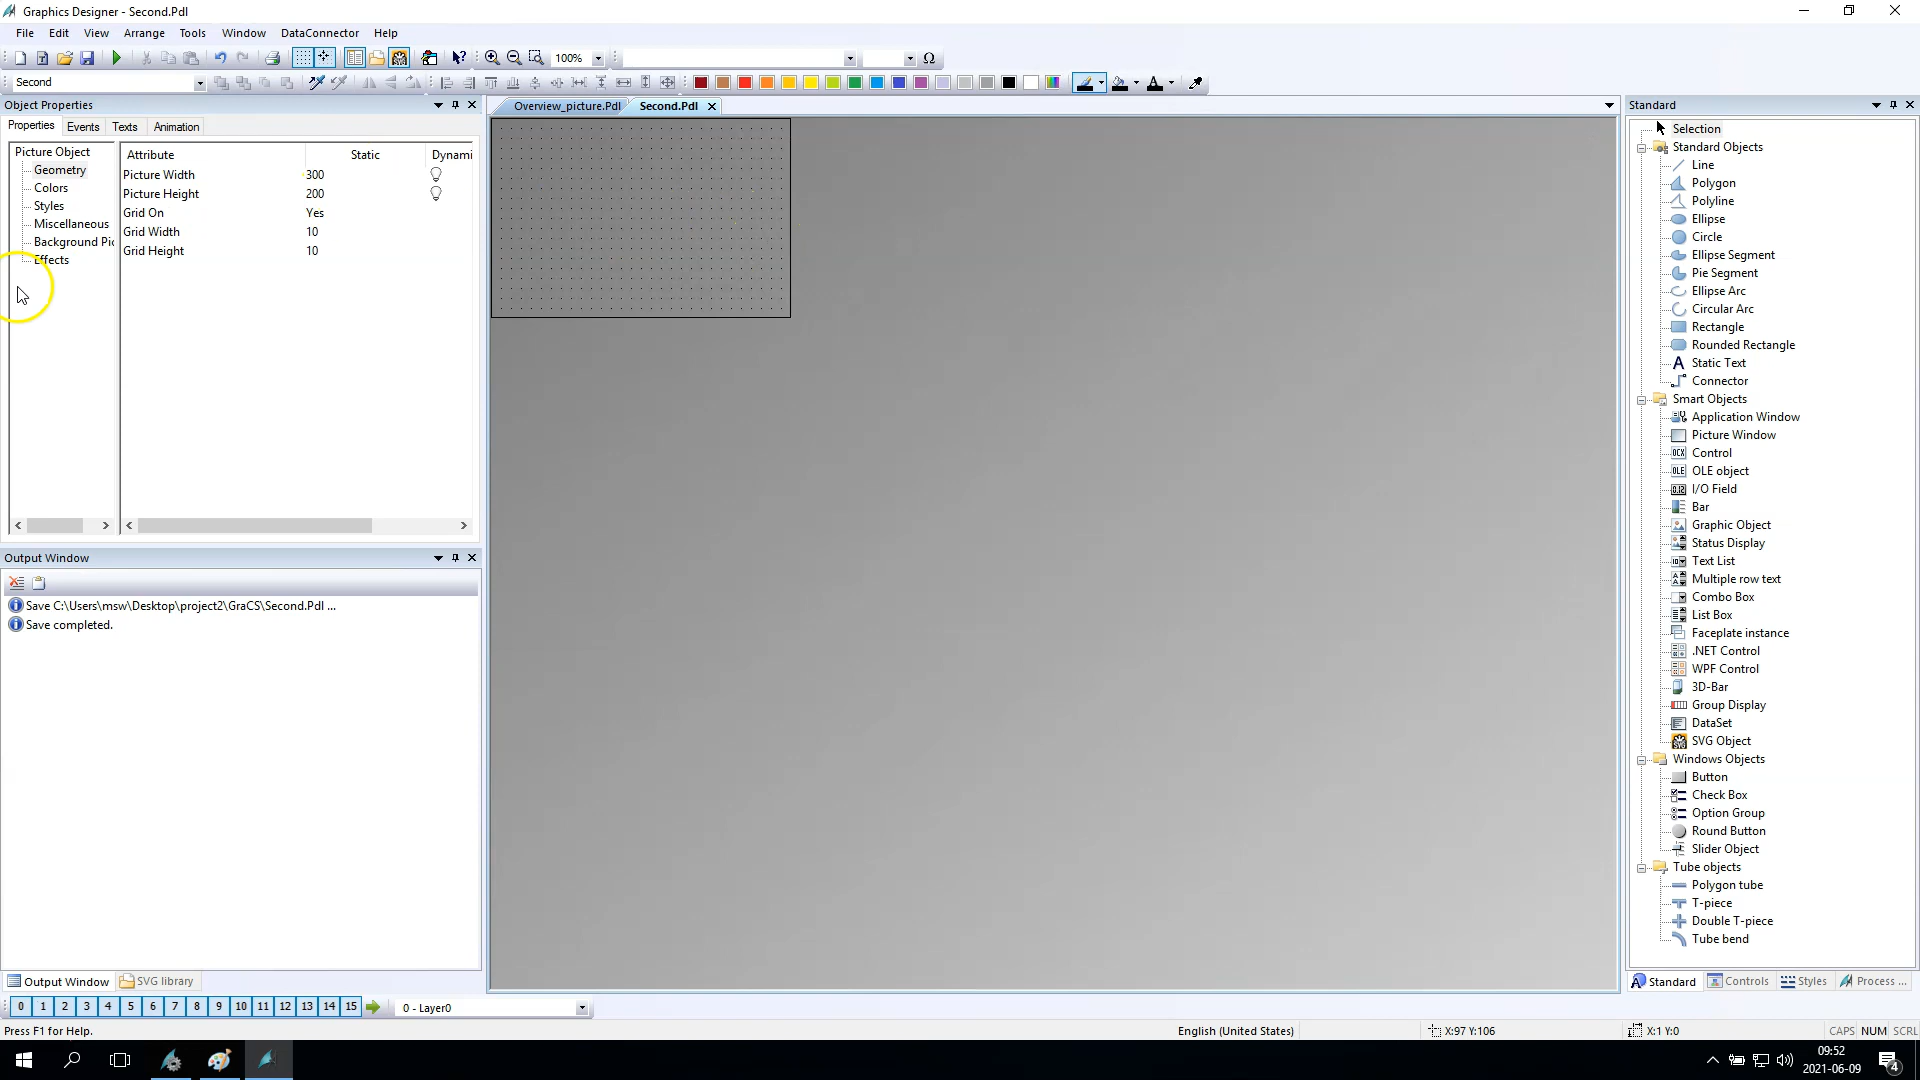 Graphics Designer - Second.Pdl
File Edit View Arrange Tools Window DataConnector Help
100%
Second
Object Properties
Properties Events Texts Animation
Picture Object
Geometry
Colors
Styles
Miscellaneous
Background Pic
Effects
Attribute Static Dynami
Picture Width 300
Picture Height 200
Grid On Yes
Grid Width 10
Grid Height 10
Output Window
Save C:\Users\msw\Desktop\project2\GraCS\Second.Pdl ...
Save completed.
Output Window SVG library
Overview_picture.Pdl Second.Pdl
Standard
Selection
Standard Objects
Line
Polygon
Polyline
Ellipse
Circle
Ellipse Segment
Pie Segment
Ellipse Arc
Circular Arc
Rectangle
Rounded Rectangle
Static Text
Connector
Smart Objects
Application Window
Picture Window
Control
OLE object
I/O Field
Bar
Graphic Object
Status Display
Text List
Multiple row text
Combo Box
List Box
Faceplate instance
.NET Control
WPF Control
3D-Bar
Group Display
DataSet
SVG Object
Windows Objects
Button
Check Box
Option Group
Round Button
Slider Object
Tube objects
Polygon tube
T-piece
Double T-piece
Tube bend
Standard Controls Styles Process ...
0 1 2 3 4 5 6 7 8 9 10 11 12 13 14 15 0 - Layer0
Press F1 for Help. English (United States) X:97 Y:106 X:1 Y:0 CAPS NUM SCRL
09:52
2021-06-09
4